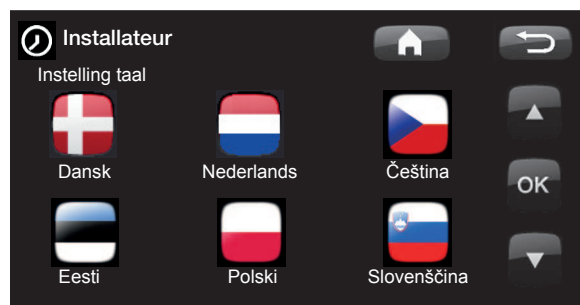 Installateur
Instelling taal
Dansk Nederlands Čeština
OK
Eesti Polski Slovenščina